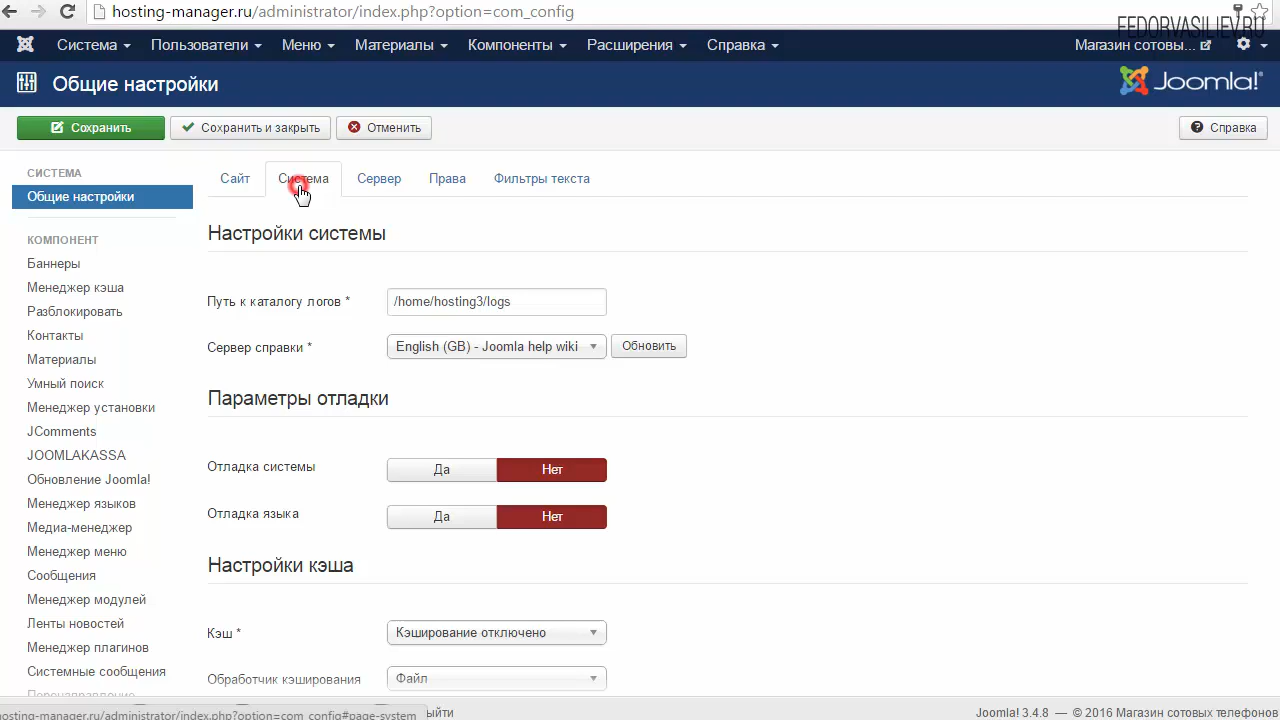 hosting-manager.ru/administrator/index.php?option=com_config
FEDORVASILIEV.RU
Система Пользователи Меню Материалы Компоненты Расширения Справка Магазин сотовы...
Общие настройки
Joomla!
Сохранить Сохранить и закрыть Отменить Справка
СИСТЕМА
Общие настройки
КОМПОНЕНТ
Баннеры
Менеджер кэша
Разблокировать
Контакты
Материалы
Умный поиск
Менеджер установки
JComments
JOOMLAKASSA
Обновление Joomla!
Менеджер языков
Медиа-менеджер
Менеджер меню
Сообщения
Менеджер модулей
Ленты новостей
Менеджер плагинов
Системные сообщения
Перенаправление
Сайт Система Сервер Права Фильтры текста
Настройки системы
Путь к каталогу логов * /home/hosting3/logs
Сервер справки * English (GB) - Joomla help wiki Обновить
Параметры отладки
Отладка системы Да Нет
Отладка языка Да Нет
Настройки кэша
Кэш * Кэширование отключено
Обработчик кэширования Файл
hosting-manager.ru/administrator/index.php?option=com_config#page-system
ыйти
Joomla! 3.4.8 — © 2016 Магазин сотовых телефонов